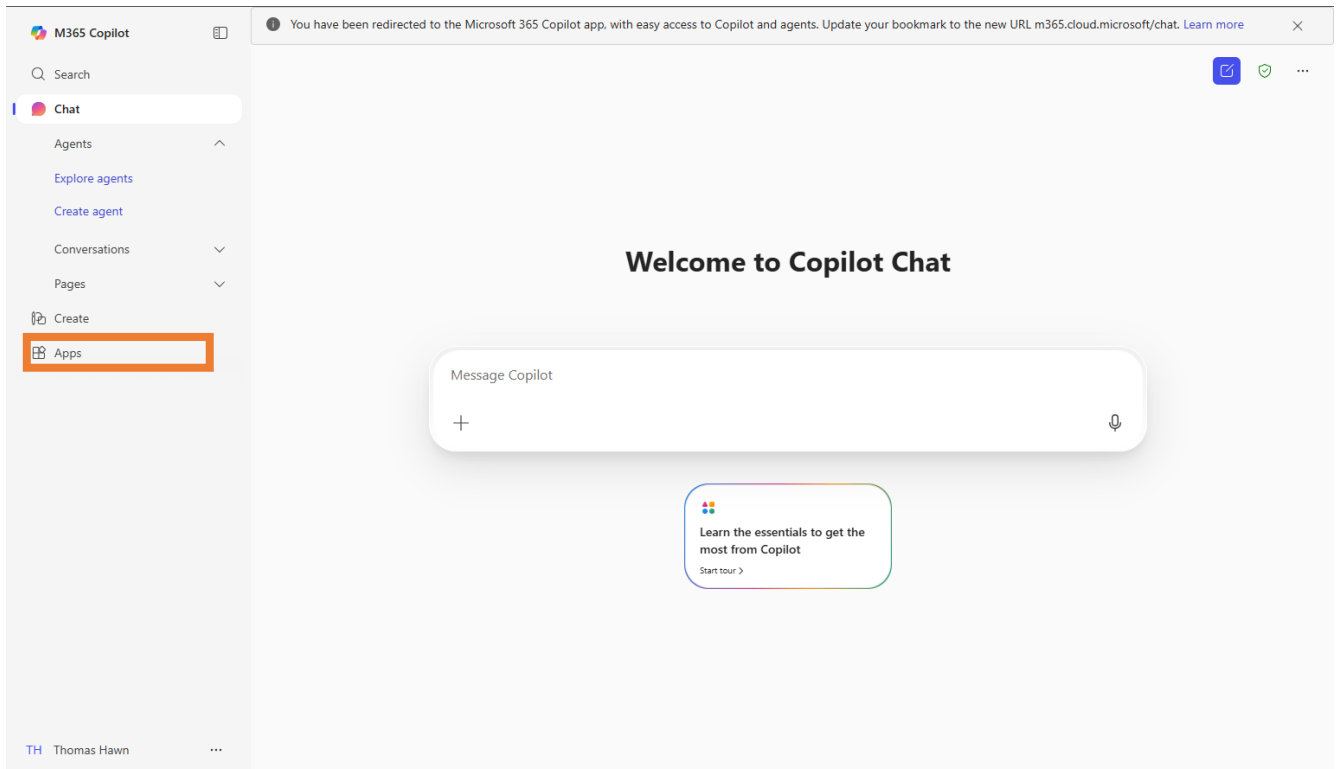 M365 Copilot
You have been redirected to the Microsoft 365 Copilot app, with easy access to Copilot and agents. Update your bookmark to the new URL m365.cloud.microsoft/chat. Learn more
Search
Chat
Agents
Explore agents
Create agent
Conversations
Pages
Create
Apps
Welcome to Copilot Chat
Message Copilot
Learn the essentials to get the
most from Copilot
Start tour >
TH Thomas Hawn